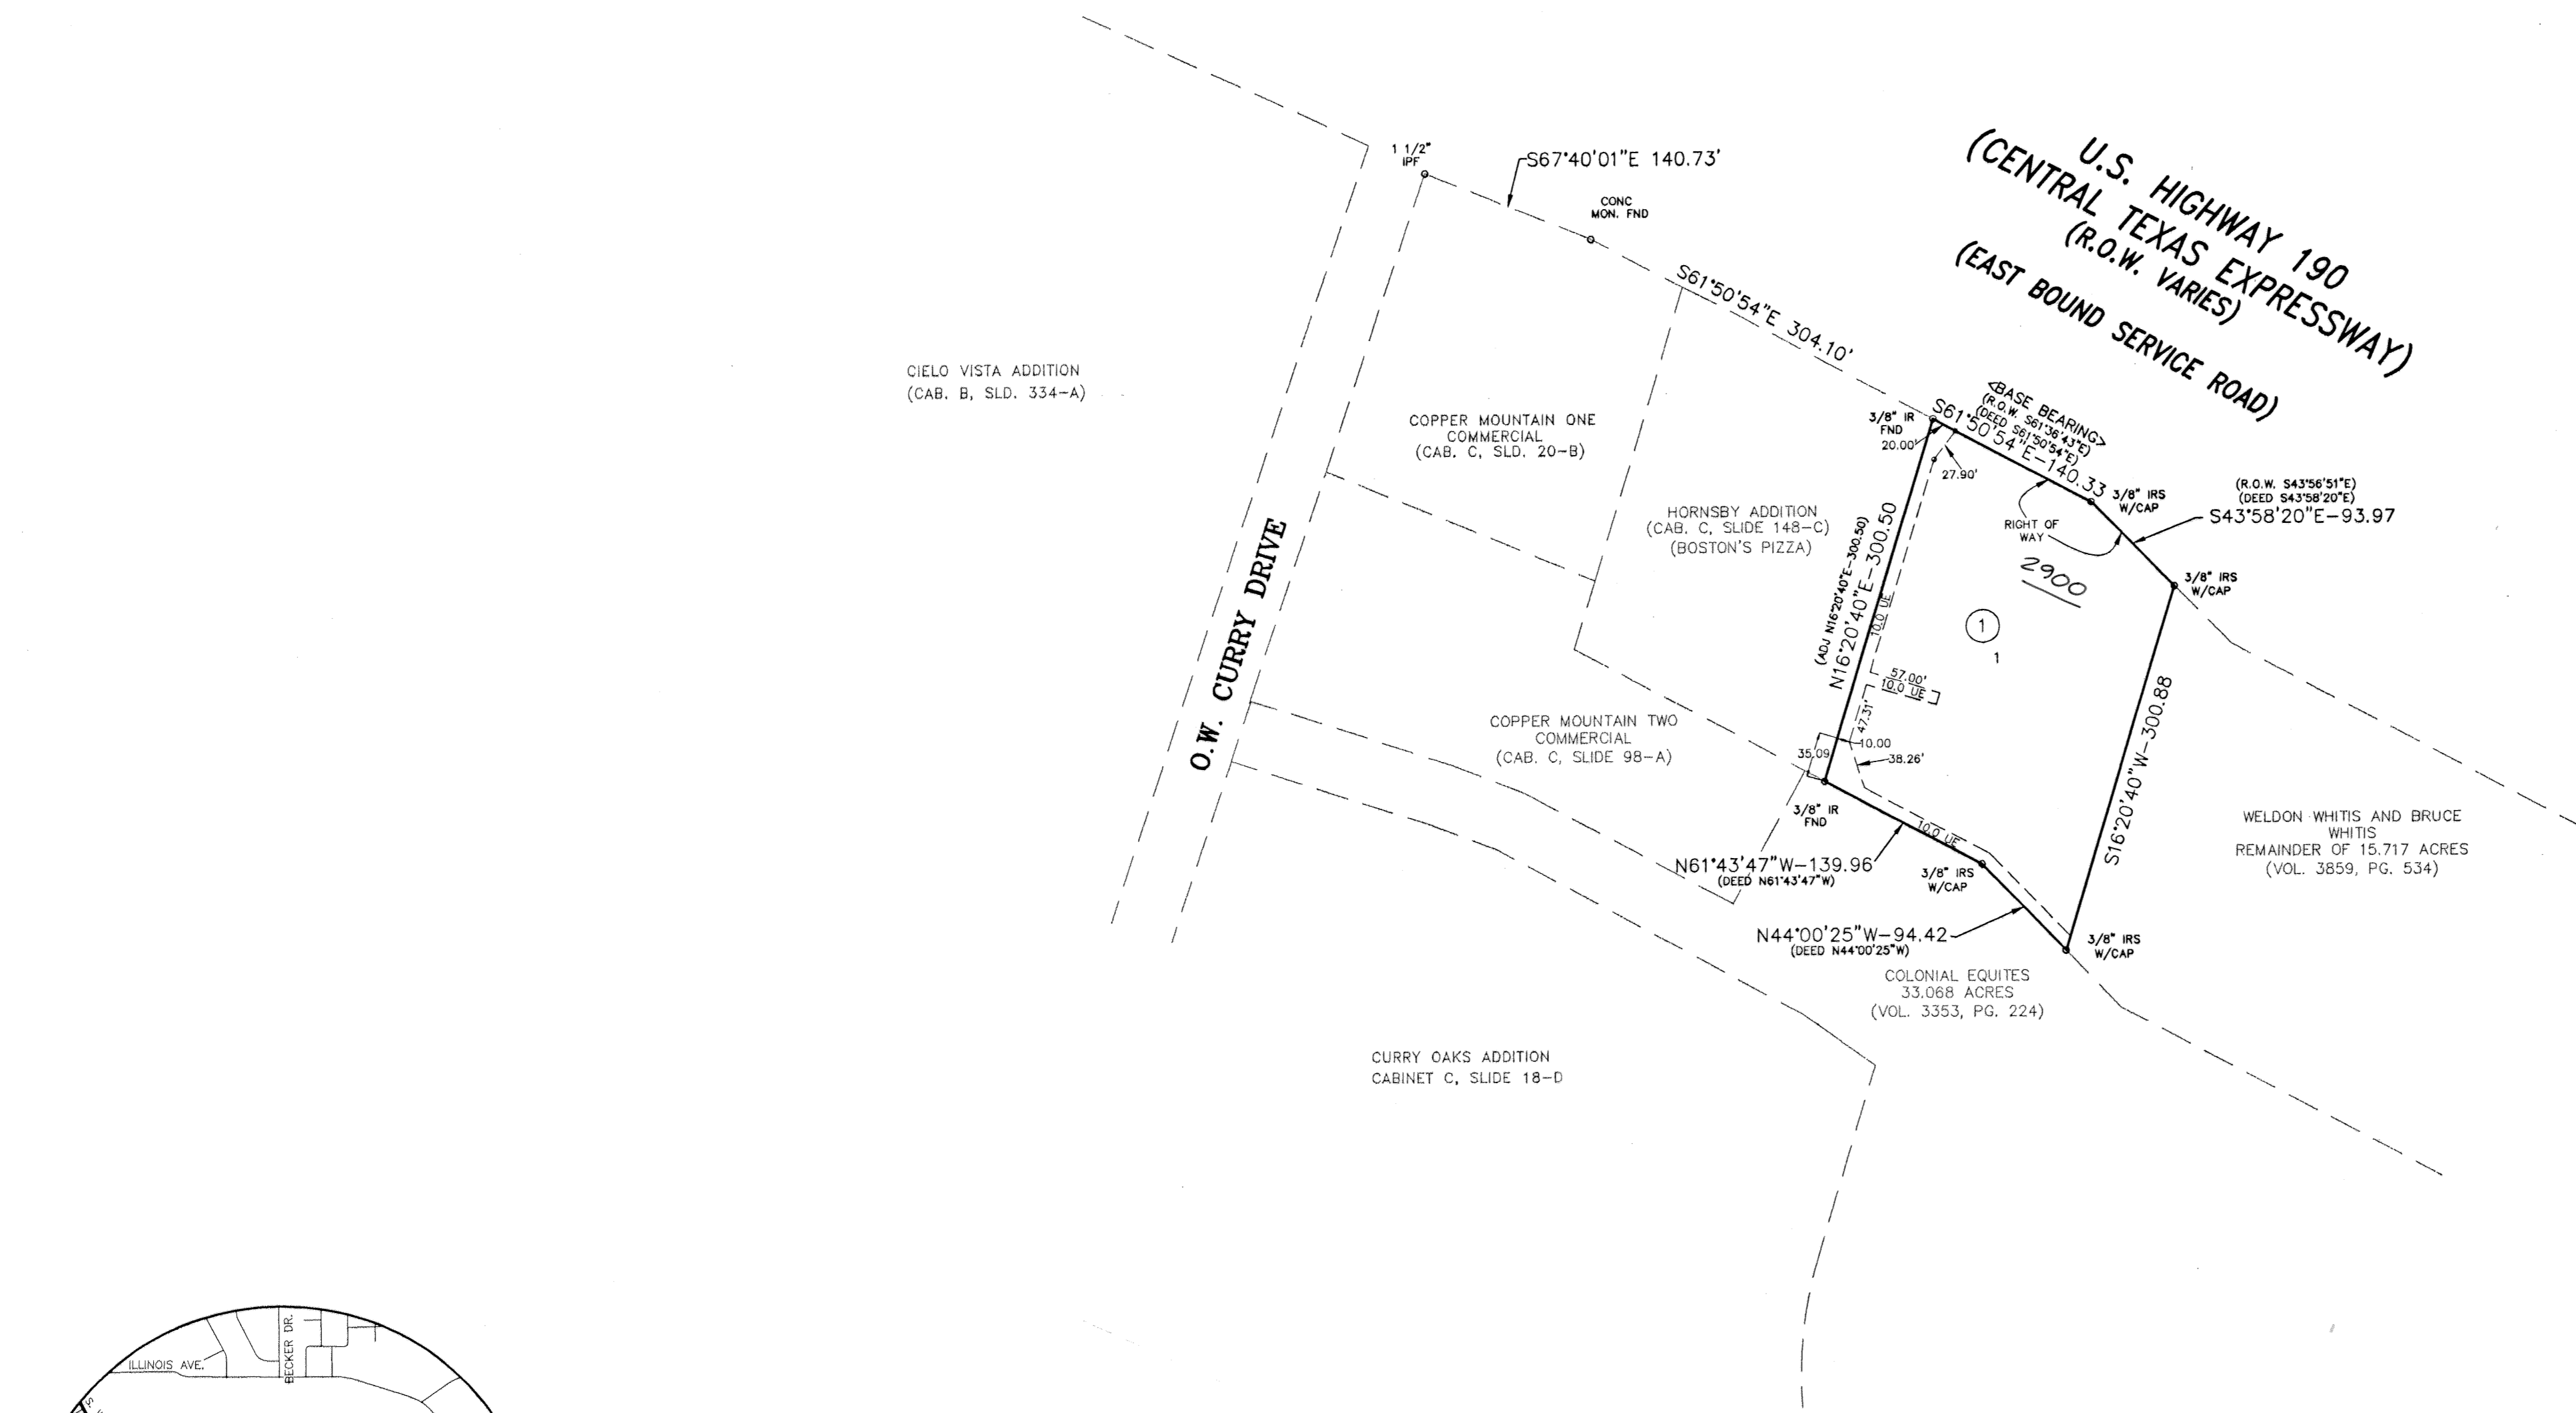 U.S. HIGHWAY 190
(CENTRAL TEXAS EXPRESSWAY)
(R.O.W. VARIES)
(EAST BOUND SERVICE ROAD)
1 1/2"
IPF
S67°40'01"E 140.73'
CONC
MON. FND
S61°50'54"E 304.10'
CIELO VISTA ADDITION
(CAB. B, SLD. 334-A)
COPPER MOUNTAIN ONE
COMMERCIAL
(CAB. C, SLD. 20-B)
3/8" IR
FND
20.00'
<BASE BEARING>
(R.O.W. S61°36'43"E)
(DEED S61°50'54"E)
S61°50'54"E-140.33
27.90'
3/8" IRS
W/CAP
(R.O.W. S43°56'51"E)
(DEED S43°58'20"E)
S43°58'20"E-93.97
RIGHT OF
WAY
HORNSBY ADDITION
(CAB. C, SLIDE 148-C)
(BOSTON'S PIZZA)
2900
3/8" IRS
W/CAP
O.W. CURRY DRIVE
(ADJ N16°20'40"E-300.50)
N16°20'40"E-300.50
10.0 UE
1
1
57.00'
10.0 UE
47.31'
10.00
35.09
38.26'
S16°20'40"W-300.88
COPPER MOUNTAIN TWO
COMMERCIAL
(CAB. C, SLIDE 98-A)
3/8" IR
FND
10.0 UE
N61°43'47"W-139.96
(DEED N61°43'47"W)
3/8" IRS
W/CAP
WELDON WHITIS AND BRUCE
WHITIS
REMAINDER OF 15.717 ACRES
(VOL. 3859, PG. 534)
N44°00'25"W-94.42
(DEED N44°00'25"W)
3/8" IRS
W/CAP
COLONIAL EQUITES
33.068 ACRES
(VOL. 3353, PG. 224)
CURRY OAKS ADDITION
CABINET C, SLIDE 18-D
ILLINOIS AVE.
BECKER DR.